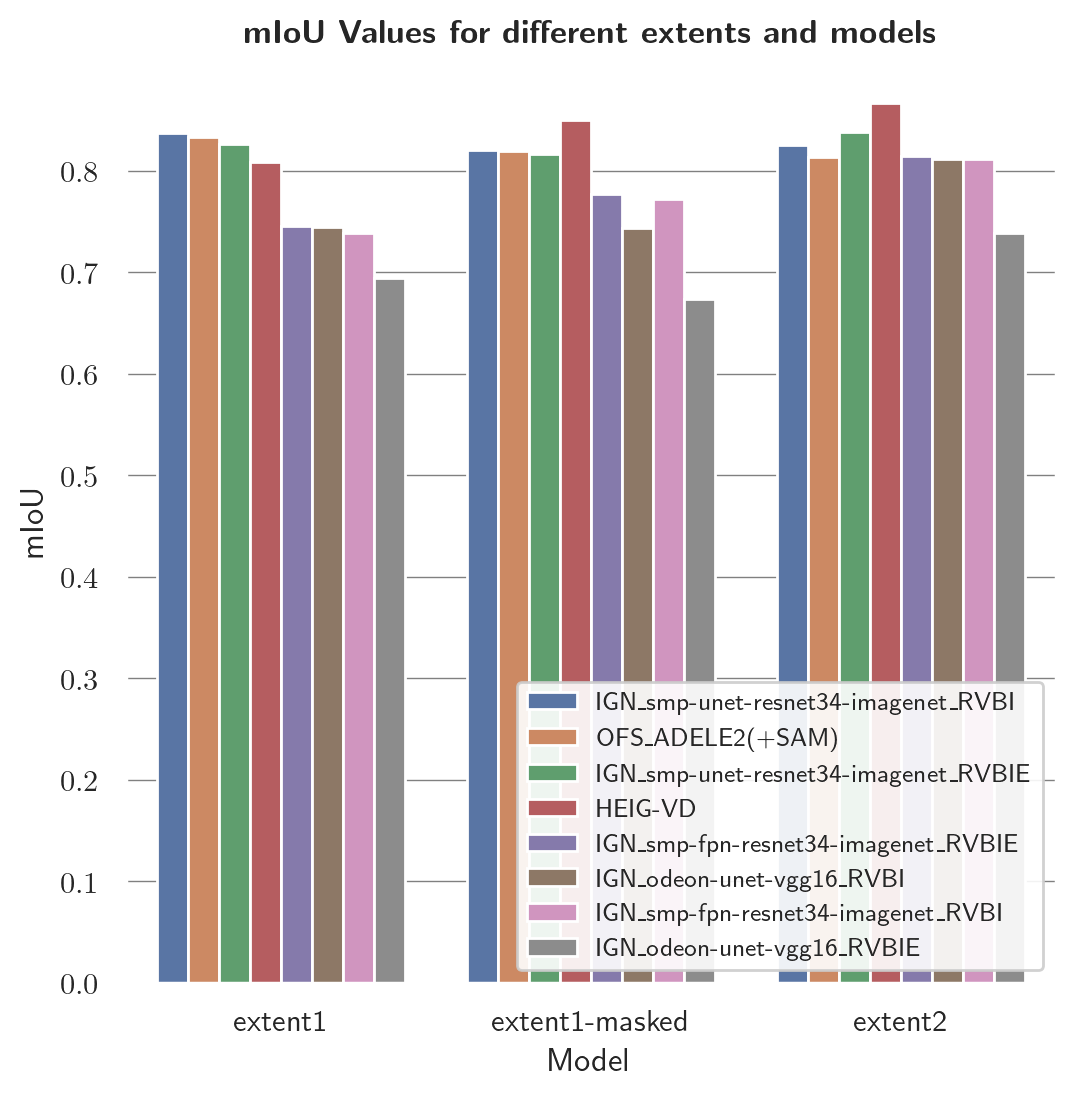 mIoU Values for different extents and models
0.8
0.7
0.6
0.5
0.4
0.3
0.2
0.1
0.0
mIoU
IGN_smp-unet-resnet34-imagenet_RVBI
OFS_ADELE2(+SAM)
IGN_smp-unet-resnet34-imagenet_RVBIE
HEIG-VD
IGN_smp-fpn-resnet34-imagenet_RVBIE
IGN_odeon-unet-vgg16_RVBI
IGN_smp-fpn-resnet34-imagenet_RVBI
IGN_odeon-unet-vgg16_RVBIE
extent1 extent1-masked extent2
Model